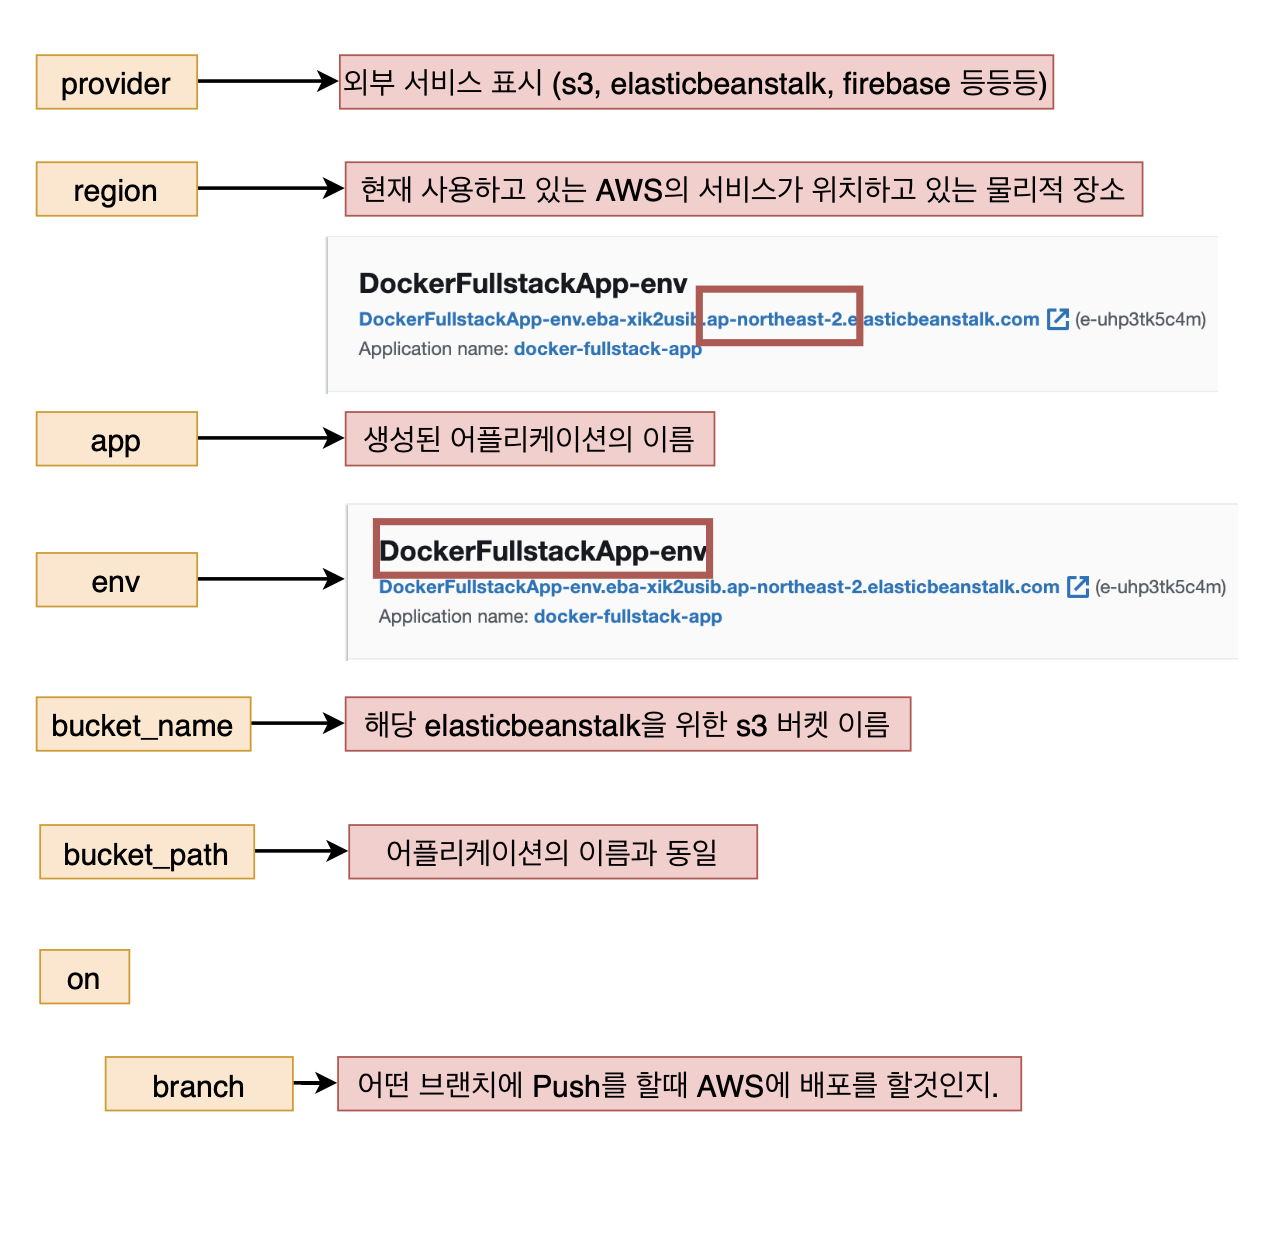 provider
외부 서비스 표시 (s3, elasticbeanstalk, firebase 등등등)
region
현재 사용하고 있는 AWS의 서비스가 위치하고 있는 물리적 장소
DockerFullstackApp-env
DockerFullstackApp-env.eba-xik2usib.ap-northeast-2.elasticbeanstalk.com (e-uhp3tk5c4m)
Application name: docker-fullstack-app
app
생성된 어플리케이션의 이름
env
DockerFullstackApp-env
DockerFullstackApp-env.eba-xik2usib.ap-northeast-2.elasticbeanstalk.com (e-uhp3tk5c4m)
Application name: docker-fullstack-app
bucket_name
해당 elasticbeanstalk을 위한 s3 버켓 이름
bucket_path
어플리케이션의 이름과 동일
on
branch
어떤 브랜치에 Push를 할때 AWS에 배포를 할것인지.